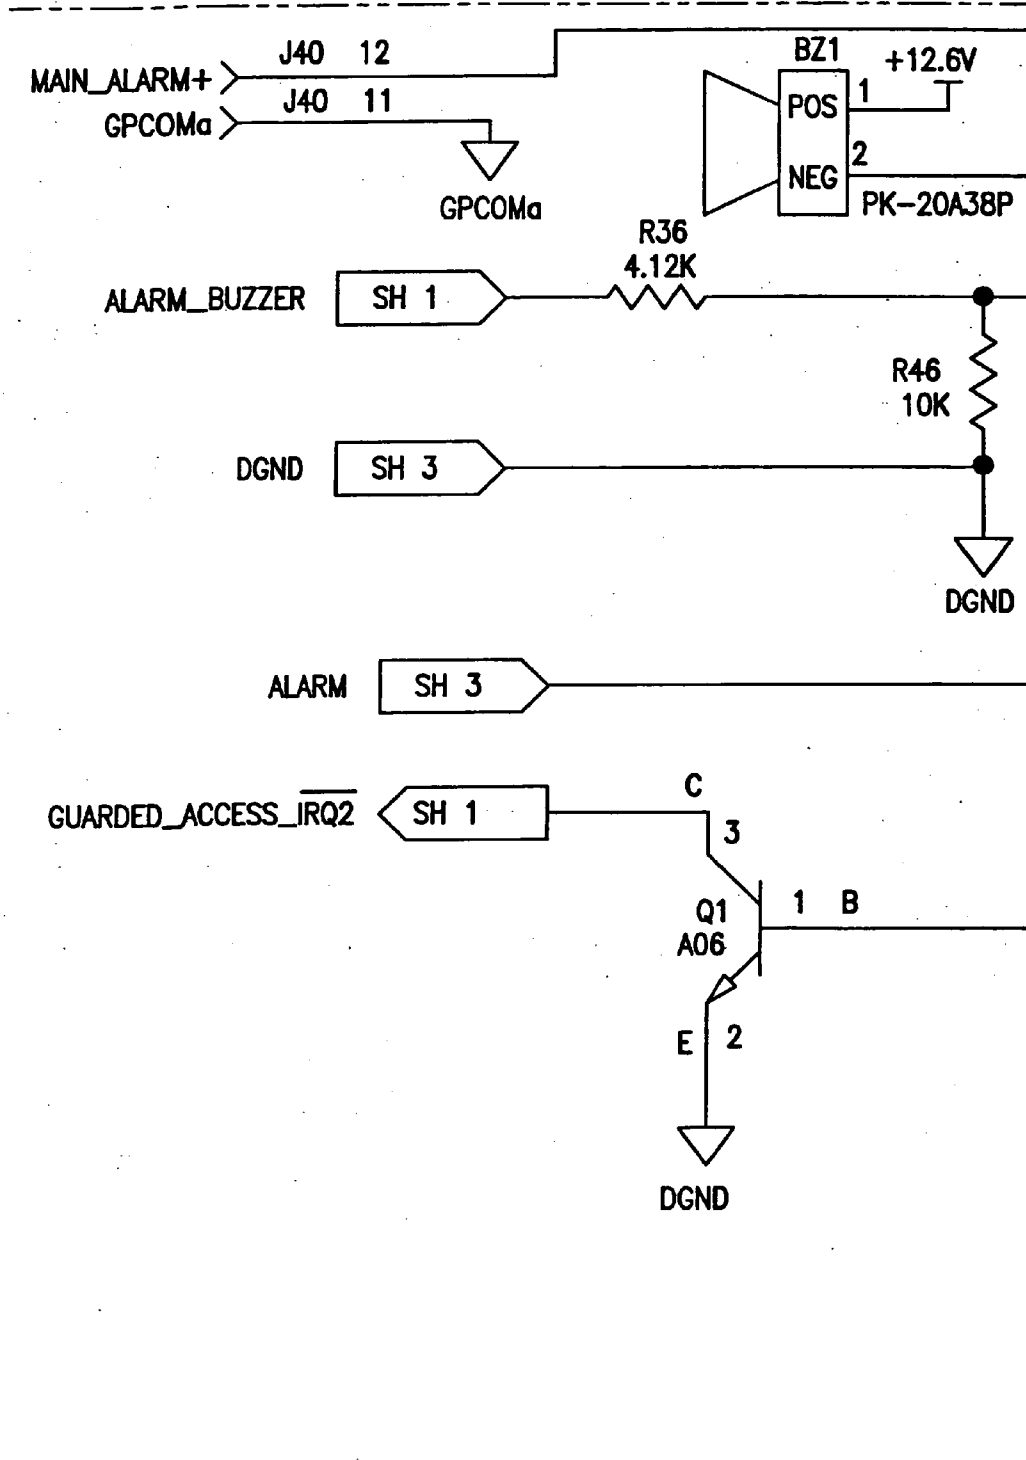 J40 12
MAIN_ALARM+
J40 11
GPCOMa
GPCOMa
BZ1
+12.6V
POS
1
NEG
2
PK-20A38P
R36
4.12K
ALARM_BUZZER
SH 1
R46
10K
DGND
SH 3
DGND
ALARM
SH 3
GUARDED_ACCESS_IRQ2
SH 1
C
3
Q1
A06
1 B
E 2
DGND